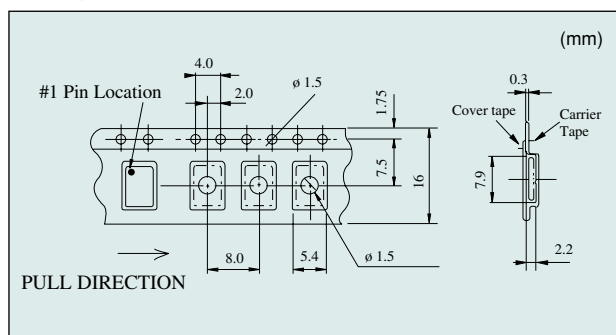 (mm)
4.0
0.3
2.0
#1 Pin Location
ø 1.5
1.75
Cover tape
Carrier
Tape
7.5
16
7.9
8.0
5.4
ø 1.5
2.2
PULL DIRECTION